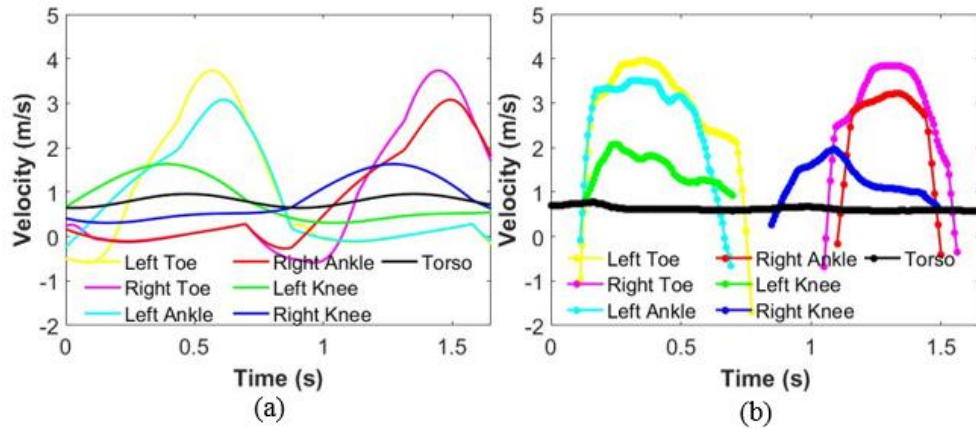 5
4
3
2
1
0
-1
-2
Velocity (m/s)
Left Toe Right Ankle Torso
Right Toe Left Knee
Left Ankle Right Knee
0 0.5 1 1.5
Time (s)
(a)
5
4
3
2
1
0
-1
-2
Velocity (m/s)
Left Toe Right Ankle Torso
Right Toe Left Knee
Left Ankle Right Knee
0 0.5 1 1.5
Time (s)
(b)